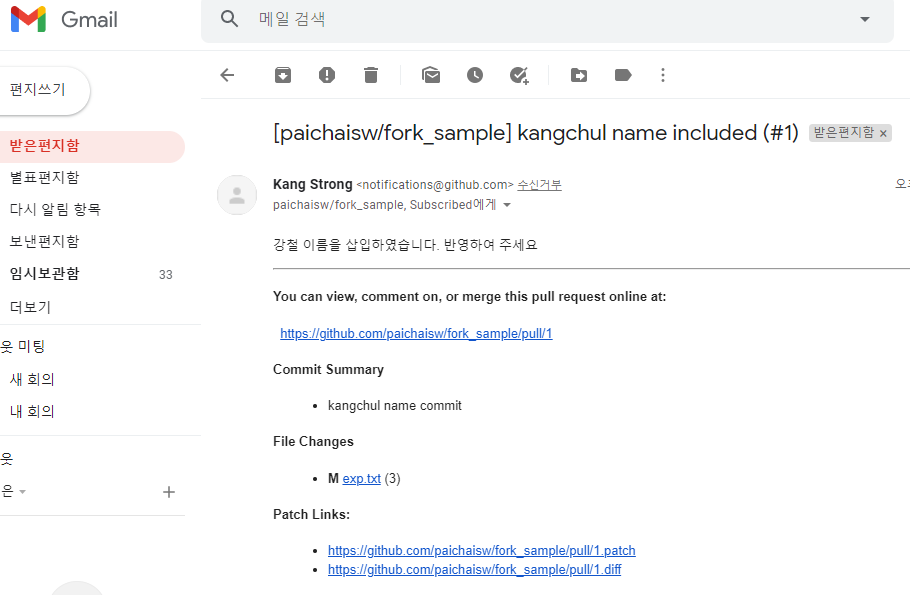 Gmail
메일 검색
편지쓰기
받은편지함
별표편지함
다시 알림 항목
보낸편지함
임시보관함 33
더보기
웃 미팅
새 회의
내 회의
웃
은
[paichaisw/fork_sample] kangchul name included (#1) 받은편지함 ×
Kang Strong <notifications@github.com> 수신거부
paichaisw/fork_sample, Subscribed에게
강철 이름을 삽입하였습니다. 반영하여 주세요
You can view, comment on, or merge this pull request online at:
https://github.com/paichaisw/fork_sample/pull/1
Commit Summary
• kangchul name commit
File Changes
• M exp.txt (3)
Patch Links:
• https://github.com/paichaisw/fork_sample/pull/1.patch
• https://github.com/paichaisw/fork_sample/pull/1.diff